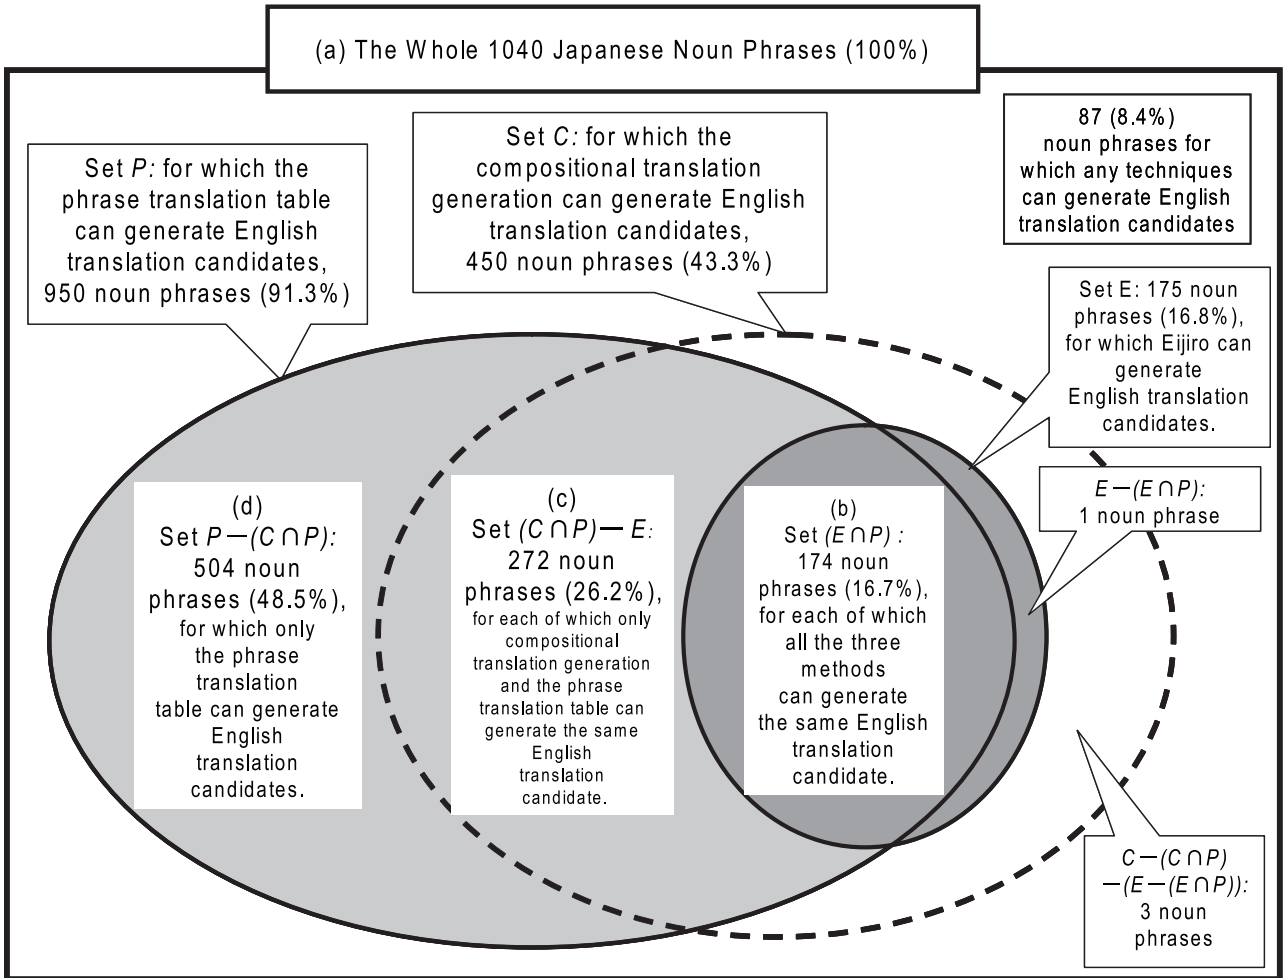 (a) The Whole 1040 Japanese Noun Phrases (100%)
Set P: for which the
phrase translation table
can generate English
translation candidates,
950 noun phrases (91.3%)
Set C: for which the
compositional translation
generation can generate English
translation candidates,
450 noun phrases (43.3%)
87 (8.4%)
noun phrases for
which any techniques
can generate English
translation candidates
Set E: 175 noun
phrases (16.8%),
for which Eijiro can
generate
English translation
candidates.
E—(E∩P):
1 noun phrase
(d)
Set P—(C∩P):
504 noun
phrases (48.5%),
for which only
the phrase
translation
table can generate
English
translation
candidates.
(c)
Set (C∩P)— E:
272 noun
phrases (26.2%),
for each of which only
compositional
translation generation
and the phrase
translation table can
generate the same
English
translation
candidate.
(b)
Set (E∩P):
174 noun
phrases (16.7%),
for each of which
all the three
methods
can generate
the same English
translation
candidate.
C—(C∩P)
—(E—(E∩P)):
3 noun
phrases